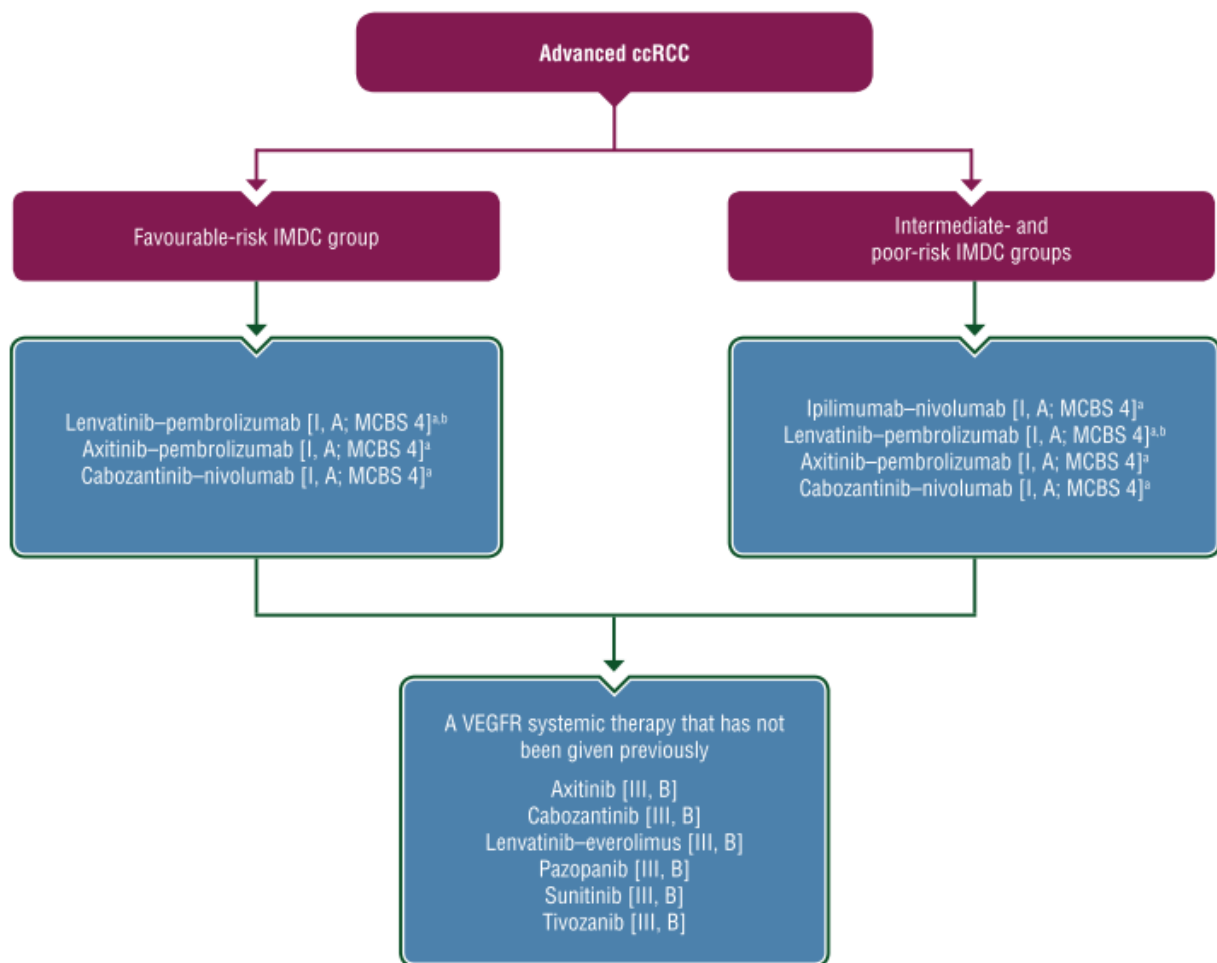 Advanced ccRCC
Favourable-risk IMDC group
Intermediate- and
poor-risk IMDC groups
Lenvatinib–pembrolizumab [I, A; MCBS 4]ᵃ,ᵇ
Axitinib–pembrolizumab [I, A; MCBS 4]ᵃ
Cabozantinib–nivolumab [I, A; MCBS 4]ᵃ
Ipilimumab–nivolumab [I, A; MCBS 4]ᵃ
Lenvatinib–pembrolizumab [I, A; MCBS 4]ᵃ,ᵇ
Axitinib–pembrolizumab [I, A; MCBS 4]ᵃ
Cabozantinib–nivolumab [I, A; MCBS 4]ᵃ
A VEGFR systemic therapy that has not
been given previously
Axitinib [III, B]
Cabozantinib [III, B]
Lenvatinib–everolimus [III, B]
Pazopanib [III, B]
Sunitinib [III, B]
Tivozanib [III, B]